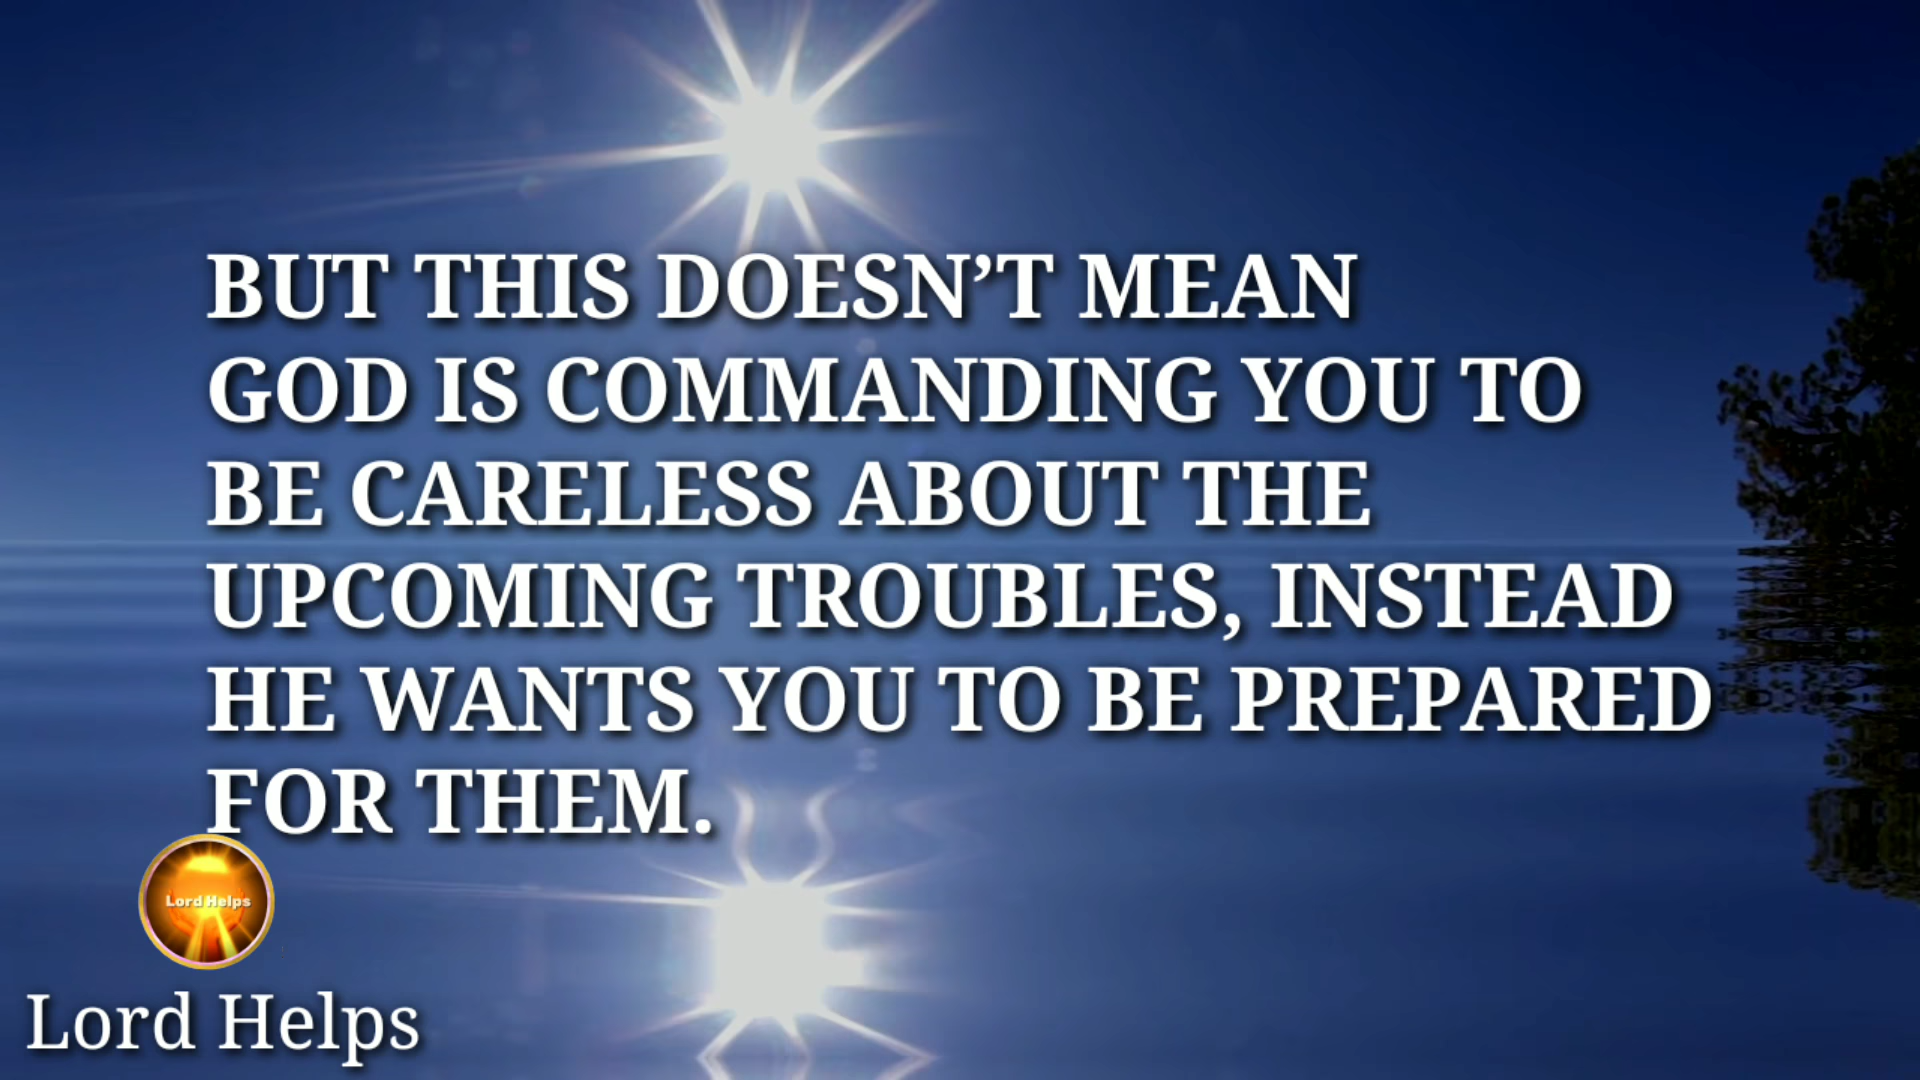 BUT THIS DOESN’T MEAN
GOD IS COMMANDING YOU TO
BE CARELESS ABOUT THE
UPCOMING TROUBLES, INSTEAD
HE WANTS YOU TO BE PREPARED
FOR THEM.
Lord Helps
Lord Helps